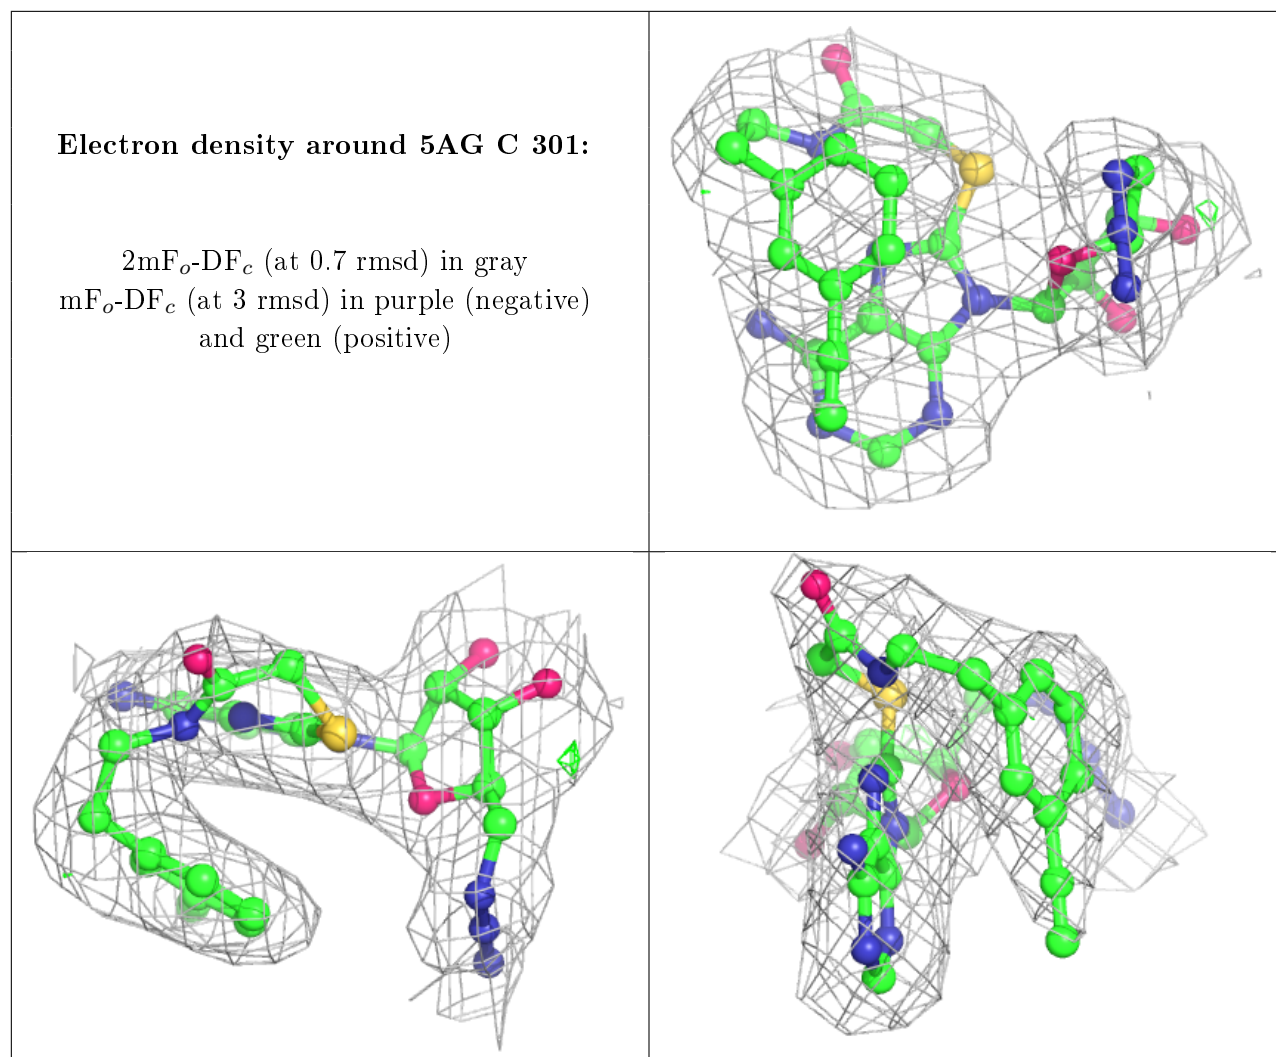 Electron density around 5AG C 301:
2mFo-DFc (at 0.7 rmsd) in gray
mFo-DFc (at 3 rmsd) in purple (negative)
and green (positive)